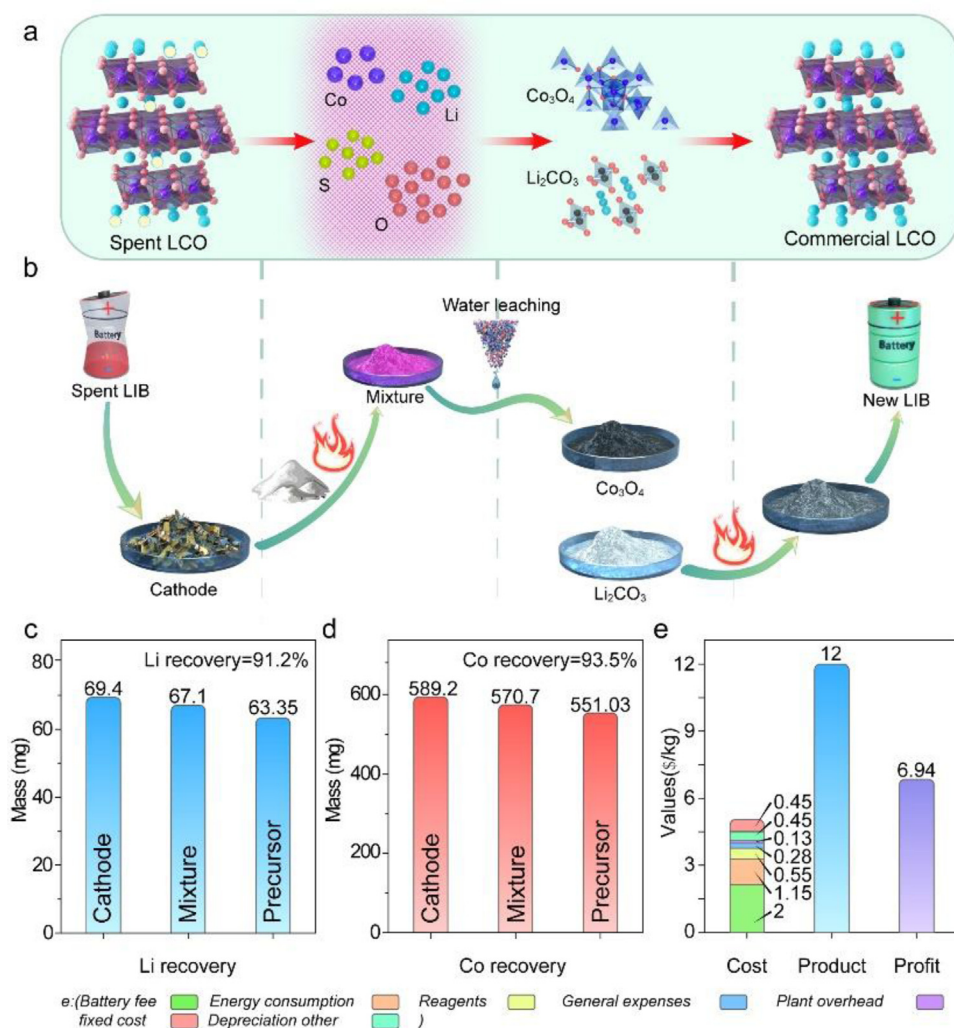 a
Co
Li
S
O
Co₃O₄
Li₂CO₃
Spent LCO
Commercial LCO
b
+
Battery
-
Spent LIB
Cathode
Mixture
Water leaching
Co₃O₄
Li₂CO₃
+
Battery
-
New LIB
c
Li recovery=91.2%
80
60
40
20
0
Mass (mg)
69.4
67.1
63.35
Cathode
Mixture
Precursor
Li recovery
d
Co recovery=93.5%
600
400
200
0
Mass (mg)
589.2
570.7
551.03
Cathode
Mixture
Precursor
Co recovery
e
12
9
6
3
0
Values($/kg)
0.45
0.45
0.13
0.28
0.55
1.15
2
12
6.94
Cost Product Profit
e:(Battery fee Energy consumption Reagents General expenses Plant overhead
fixed cost Depreciation other )